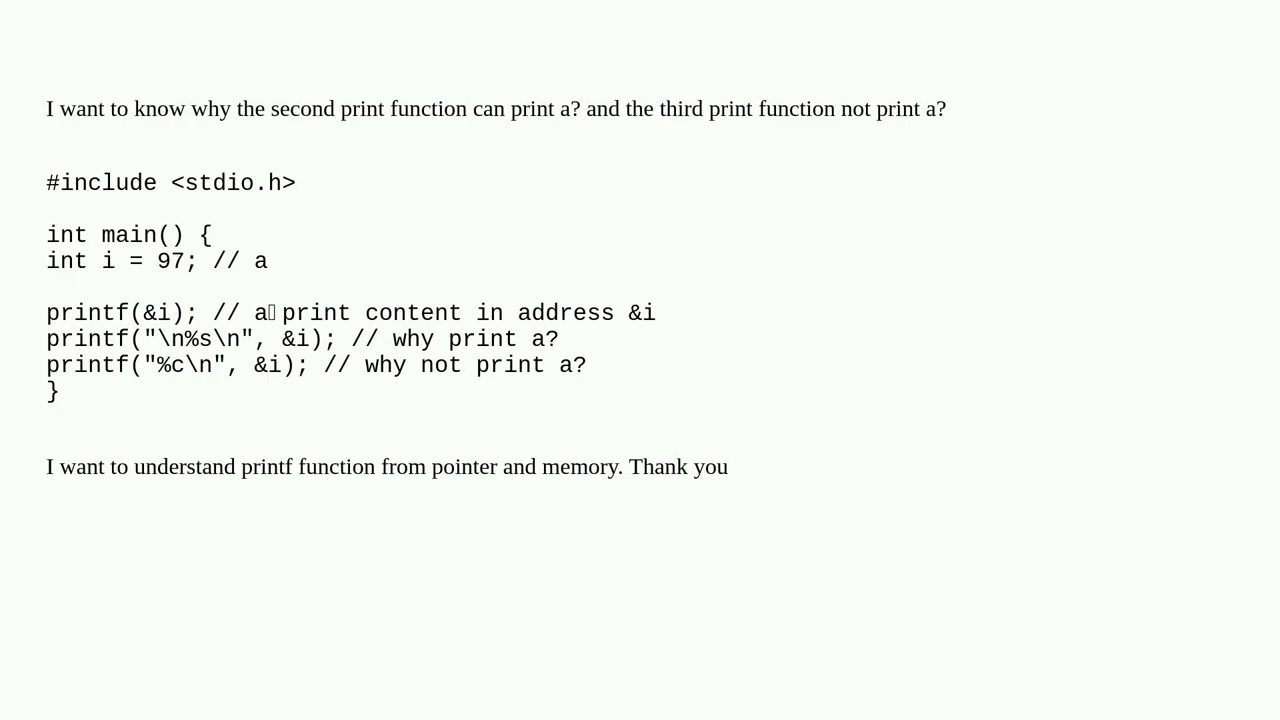 I want to know why the second print function can print a? and the third print function not print a?
#include <stdio.h>
int main() {
int i = 97; // a
printf(&i); // a print content in address &i
printf("\n%s\n", &i); // why print a?
printf("%c\n", &i); // why not print a?
}
I want to understand printf function from pointer and memory. Thank you